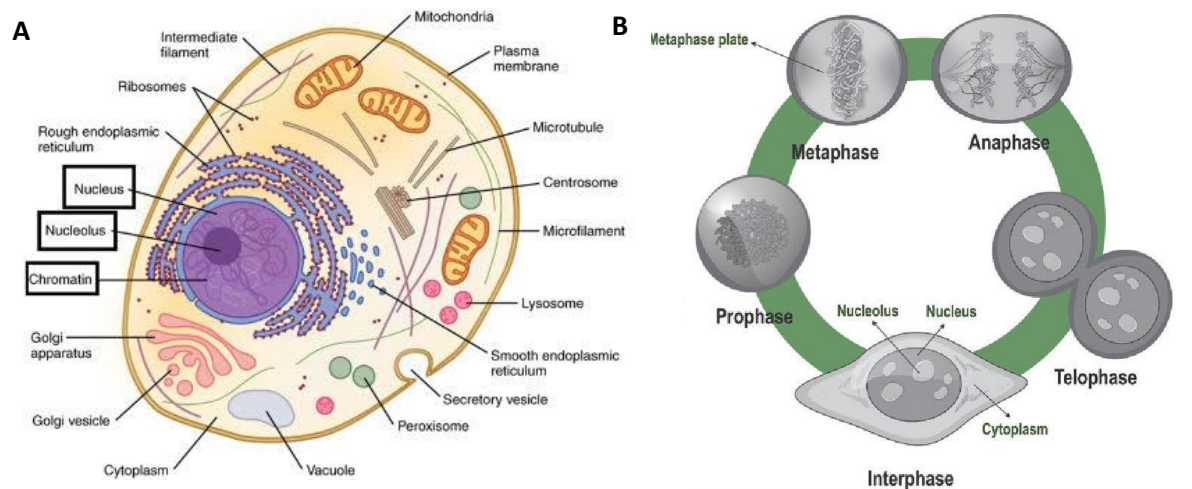 A
Intermediate
filament
Mitochondria
Plasma
membrane
Ribosomes
Rough endoplasmic
reticulum
Microtubule
Nucleus
Centrosome
Nucleolus
Microfilament
Chromatin
Lysosome
Golgi
apparatus
Smooth endoplasmic
reticulum
Secretory vesicle
Golgi vesicle
Peroxisome
Cytoplasm
Vacuole
B
Metaphase plate
Metaphase
Anaphase
Prophase
Nucleolus
Nucleus
Telophase
Cytoplasm
Interphase